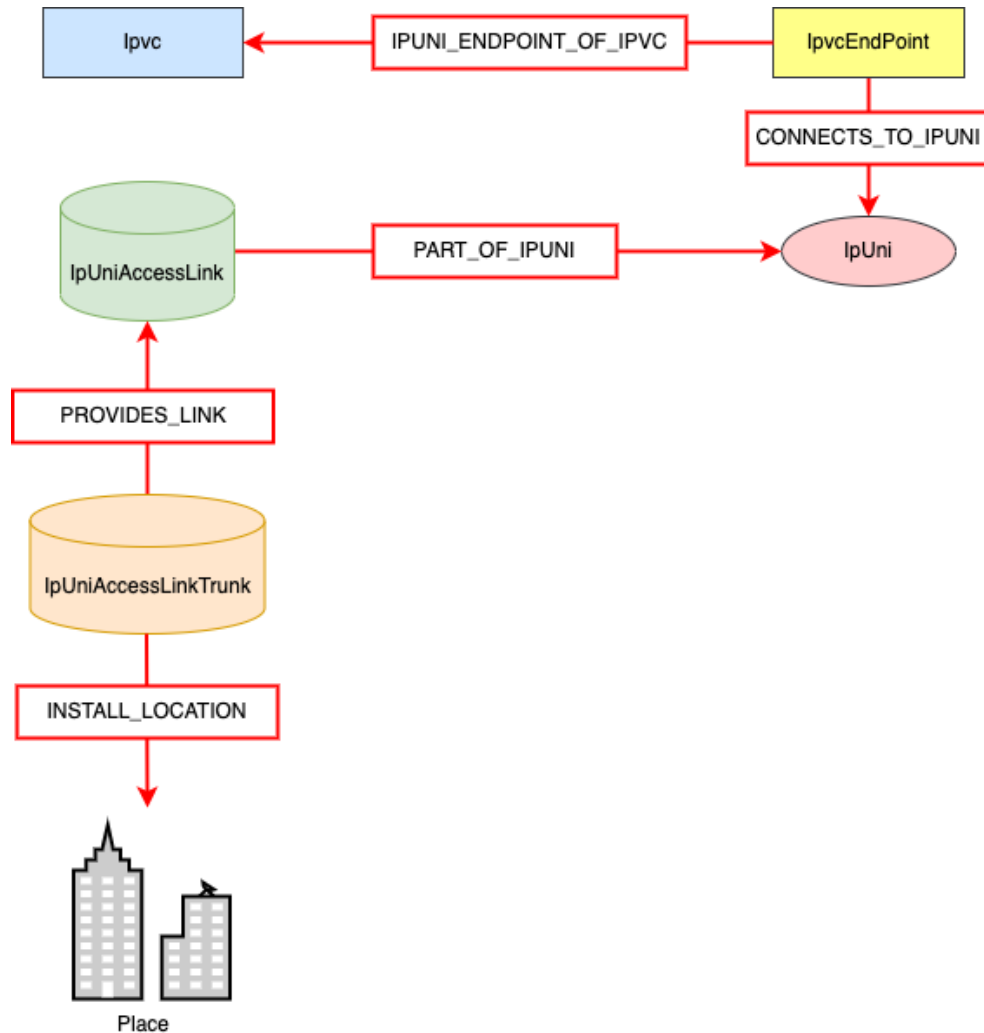 Ipvc
IPUNI_ENDPOINT_OF_IPVC
IpvcEndPoint
CONNECTS_TO_IPUNI
IpUniAccessLink
PART_OF_IPUNI
IpUni
PROVIDES_LINK
IpUniAccessLinkTrunk
INSTALL_LOCATION
Place